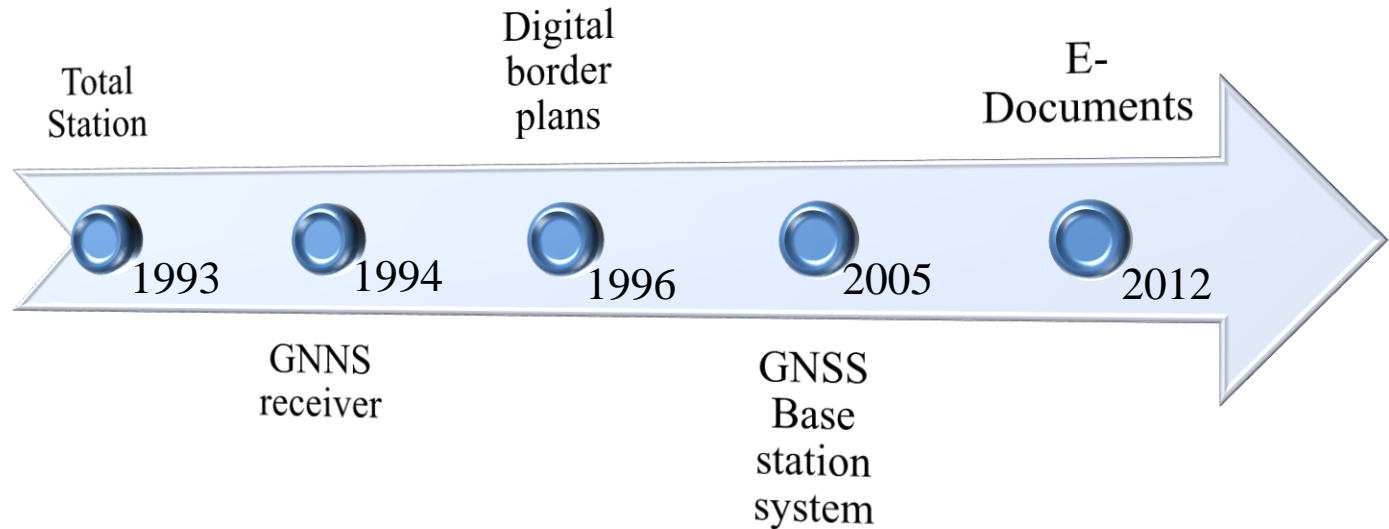 Total
Station
1993
GNNS
receiver
1994
Digital
border
plans
1996
GNSS
Base
station
system
2005
E-
Documents
2012